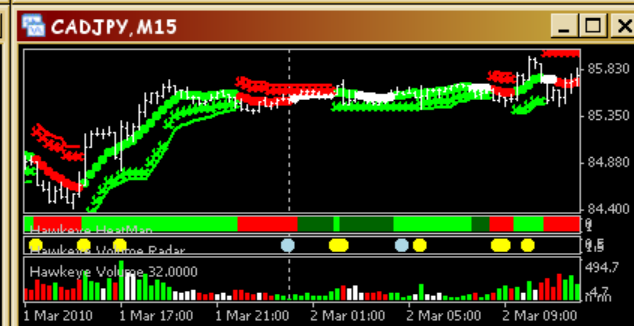 CADJPY,M15
85.830
85.350
84.880
84.400
Hawkeye HeatMap
Hawkeye Volume Radar
Hawkeye Volume 32.0000
494.7
-4.7
1 Mar 2010 1 Mar 17:00 1 Mar 21:00 2 Mar 01:00 2 Mar 05:00 2 Mar 09:00